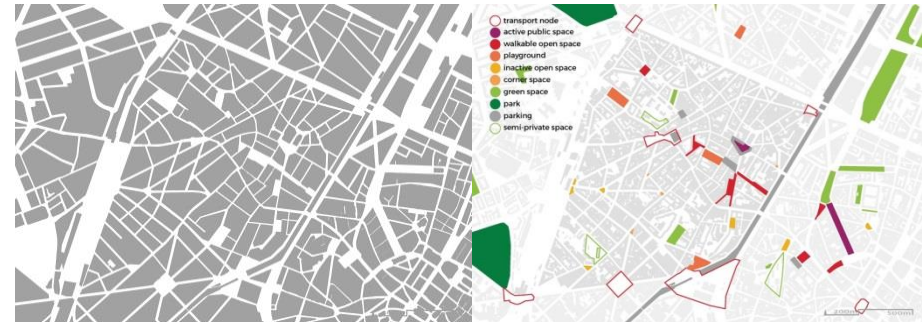 transport node
active public space
walkable open space
playground
inactive open space
corner space
green space
park
parking
semi-private space